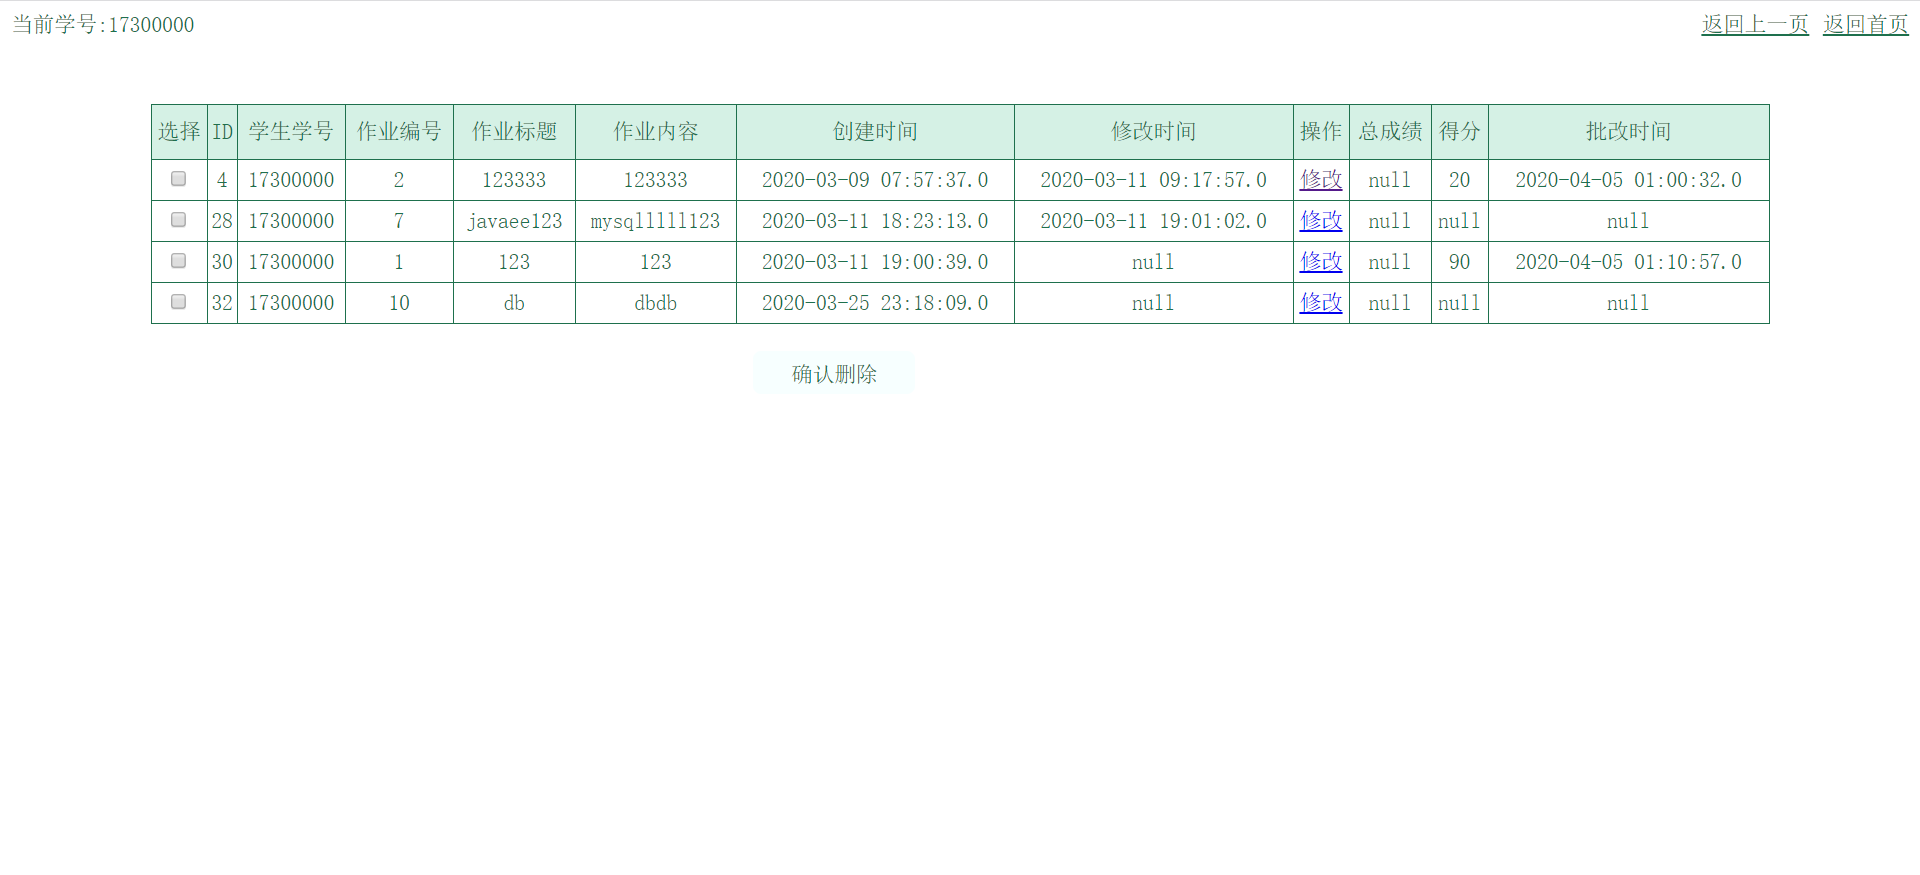 当前学号:17300000 返回上一页 返回首页
选择 ID 学生学号 作业编号 作业标题 作业内容 创建时间 修改时间 操作 总成绩 得分 批改时间
4 17300000 2 123333 123333 2020-03-09 07:57:37.0 2020-03-11 09:17:57.0 修改 null 20 2020-04-05 01:00:32.0
28 17300000 7 javaee123 mysqlllll123 2020-03-11 18:23:13.0 2020-03-11 19:01:02.0 修改 null null null
30 17300000 1 123 123 2020-03-11 19:00:39.0 null 修改 null 90 2020-04-05 01:10:57.0
32 17300000 10 db dbdb 2020-03-25 23:18:09.0 null 修改 null null null
确认删除